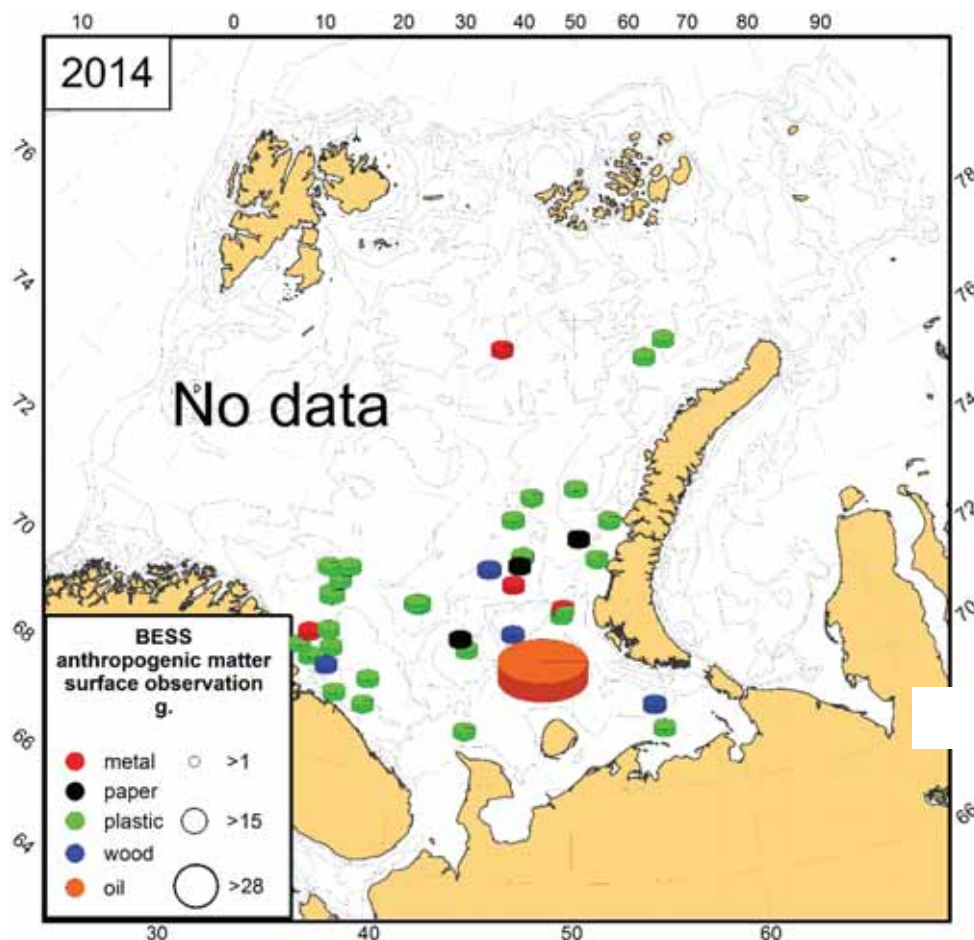 10 0 10 20 30 40 50 60 70 80 90
2014
76
78
74
76
No data
72
74
70
72
68
70
BESS
anthropogenic matter
surface observation
g.
metal >1
paper
plastic >15
wood
oil >28
66
64
66
30 40 50 60